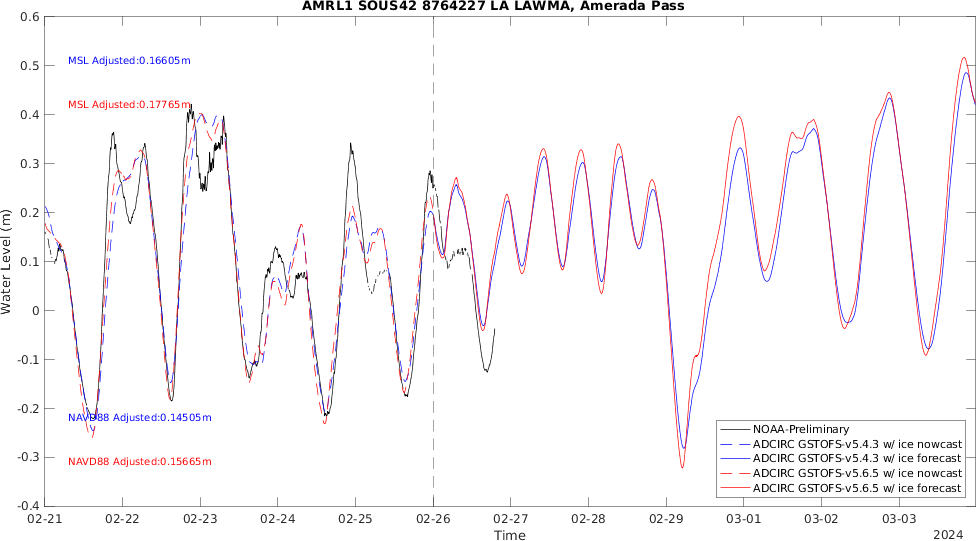 AMRL1 SOUS42 8764227 LA LAWMA, Amerada Pass
0.6
0.5
0.4
0.3
0.2
0.1
0
-0.1
-0.2
-0.3
-0.4
Water Level (m)
MSL Adjusted:0.16605m
MSL Adjusted:0.17765m
NAVD88 Adjusted:0.14505m
NAVD88 Adjusted:0.15665m
NOAA-Preliminary
ADCIRC GSTOFS-v5.4.3 w/ ice nowcast
ADCIRC GSTOFS-v5.4.3 w/ ice forecast
ADCIRC GSTOFS-v5.6.5 w/ ice nowcast
ADCIRC GSTOFS-v5.6.5 w/ ice forecast
02-21 02-22 02-23 02-24 02-25 02-26 02-27 02-28 02-29 03-01 03-02 03-03
Time
2024